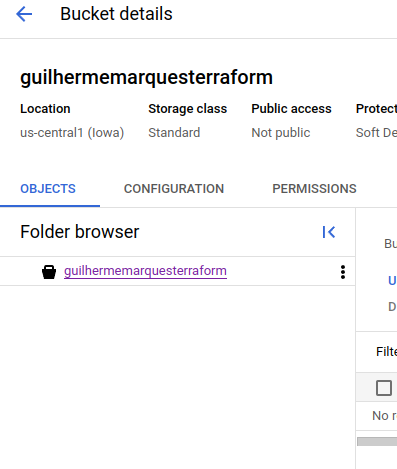 Bucket details
guilhermemarquesterraform
Location Storage class Public access Protect
us-central1 (Iowa) Standard Not public Soft De
OBJECTS CONFIGURATION PERMISSIONS
Folder browser
Bu
guilhermemarquesterraform
U
D
Filte
No r